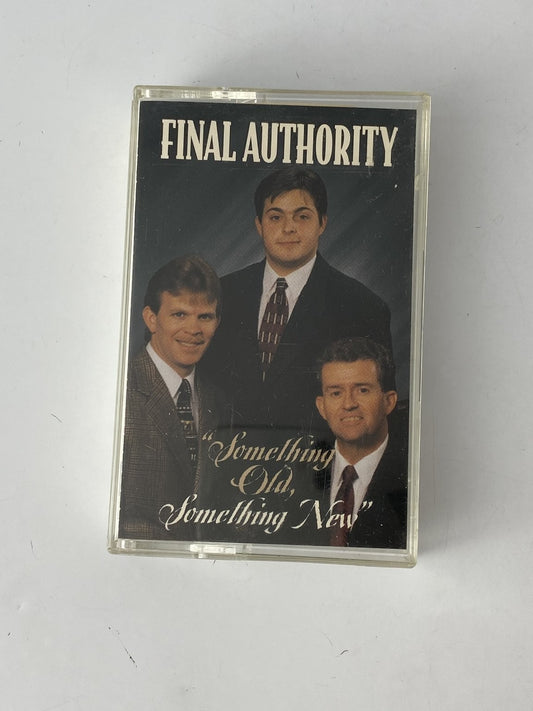 FINAL AUTHORITY
"Something
Old,
Something New"